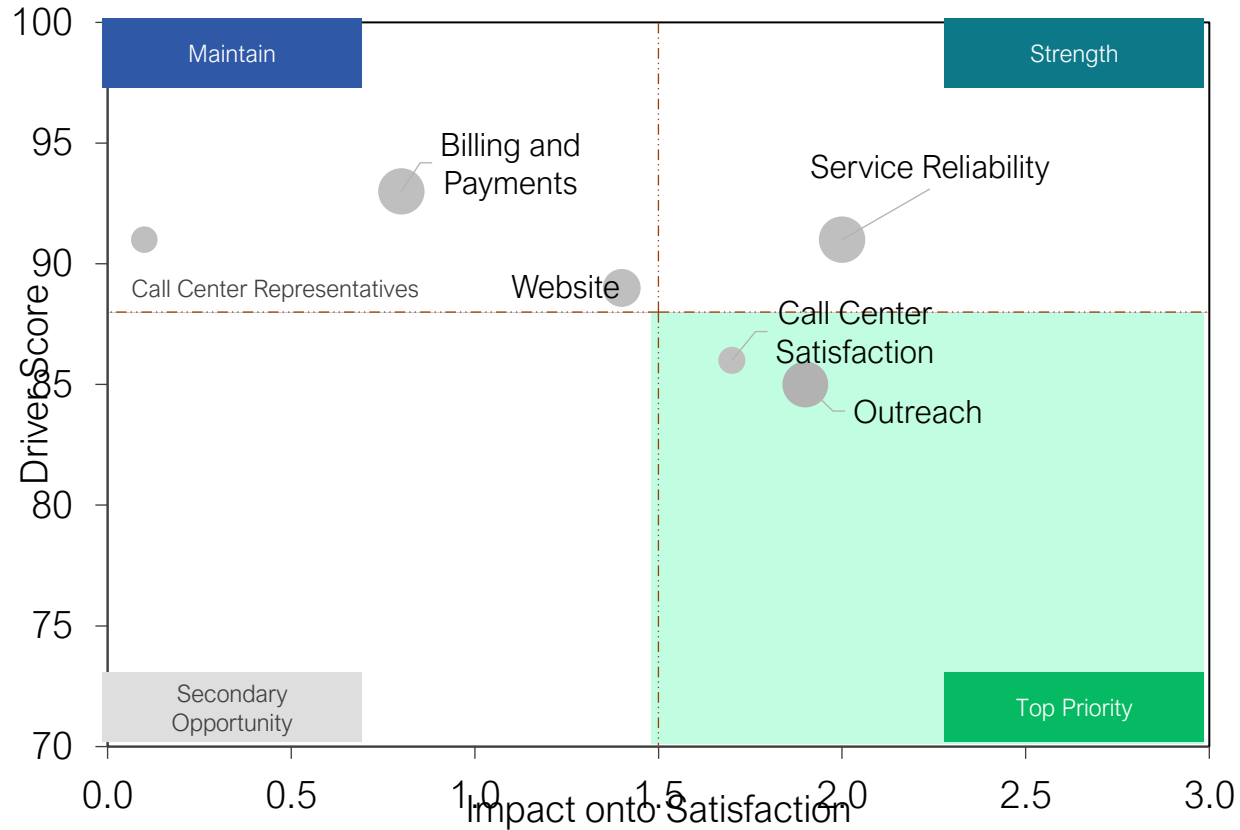 100
Maintain
Strength
95
Billing and
Payments
Service Reliability
90
Call Center Representatives
Website
Call Center
Satisfaction
Driver Score
85
Outreach
80
75
Secondary
Opportunity
Top Priority
70
0.0
0.5
1.0
1.5
2.0
2.5
3.0
Impact onto Satisfaction